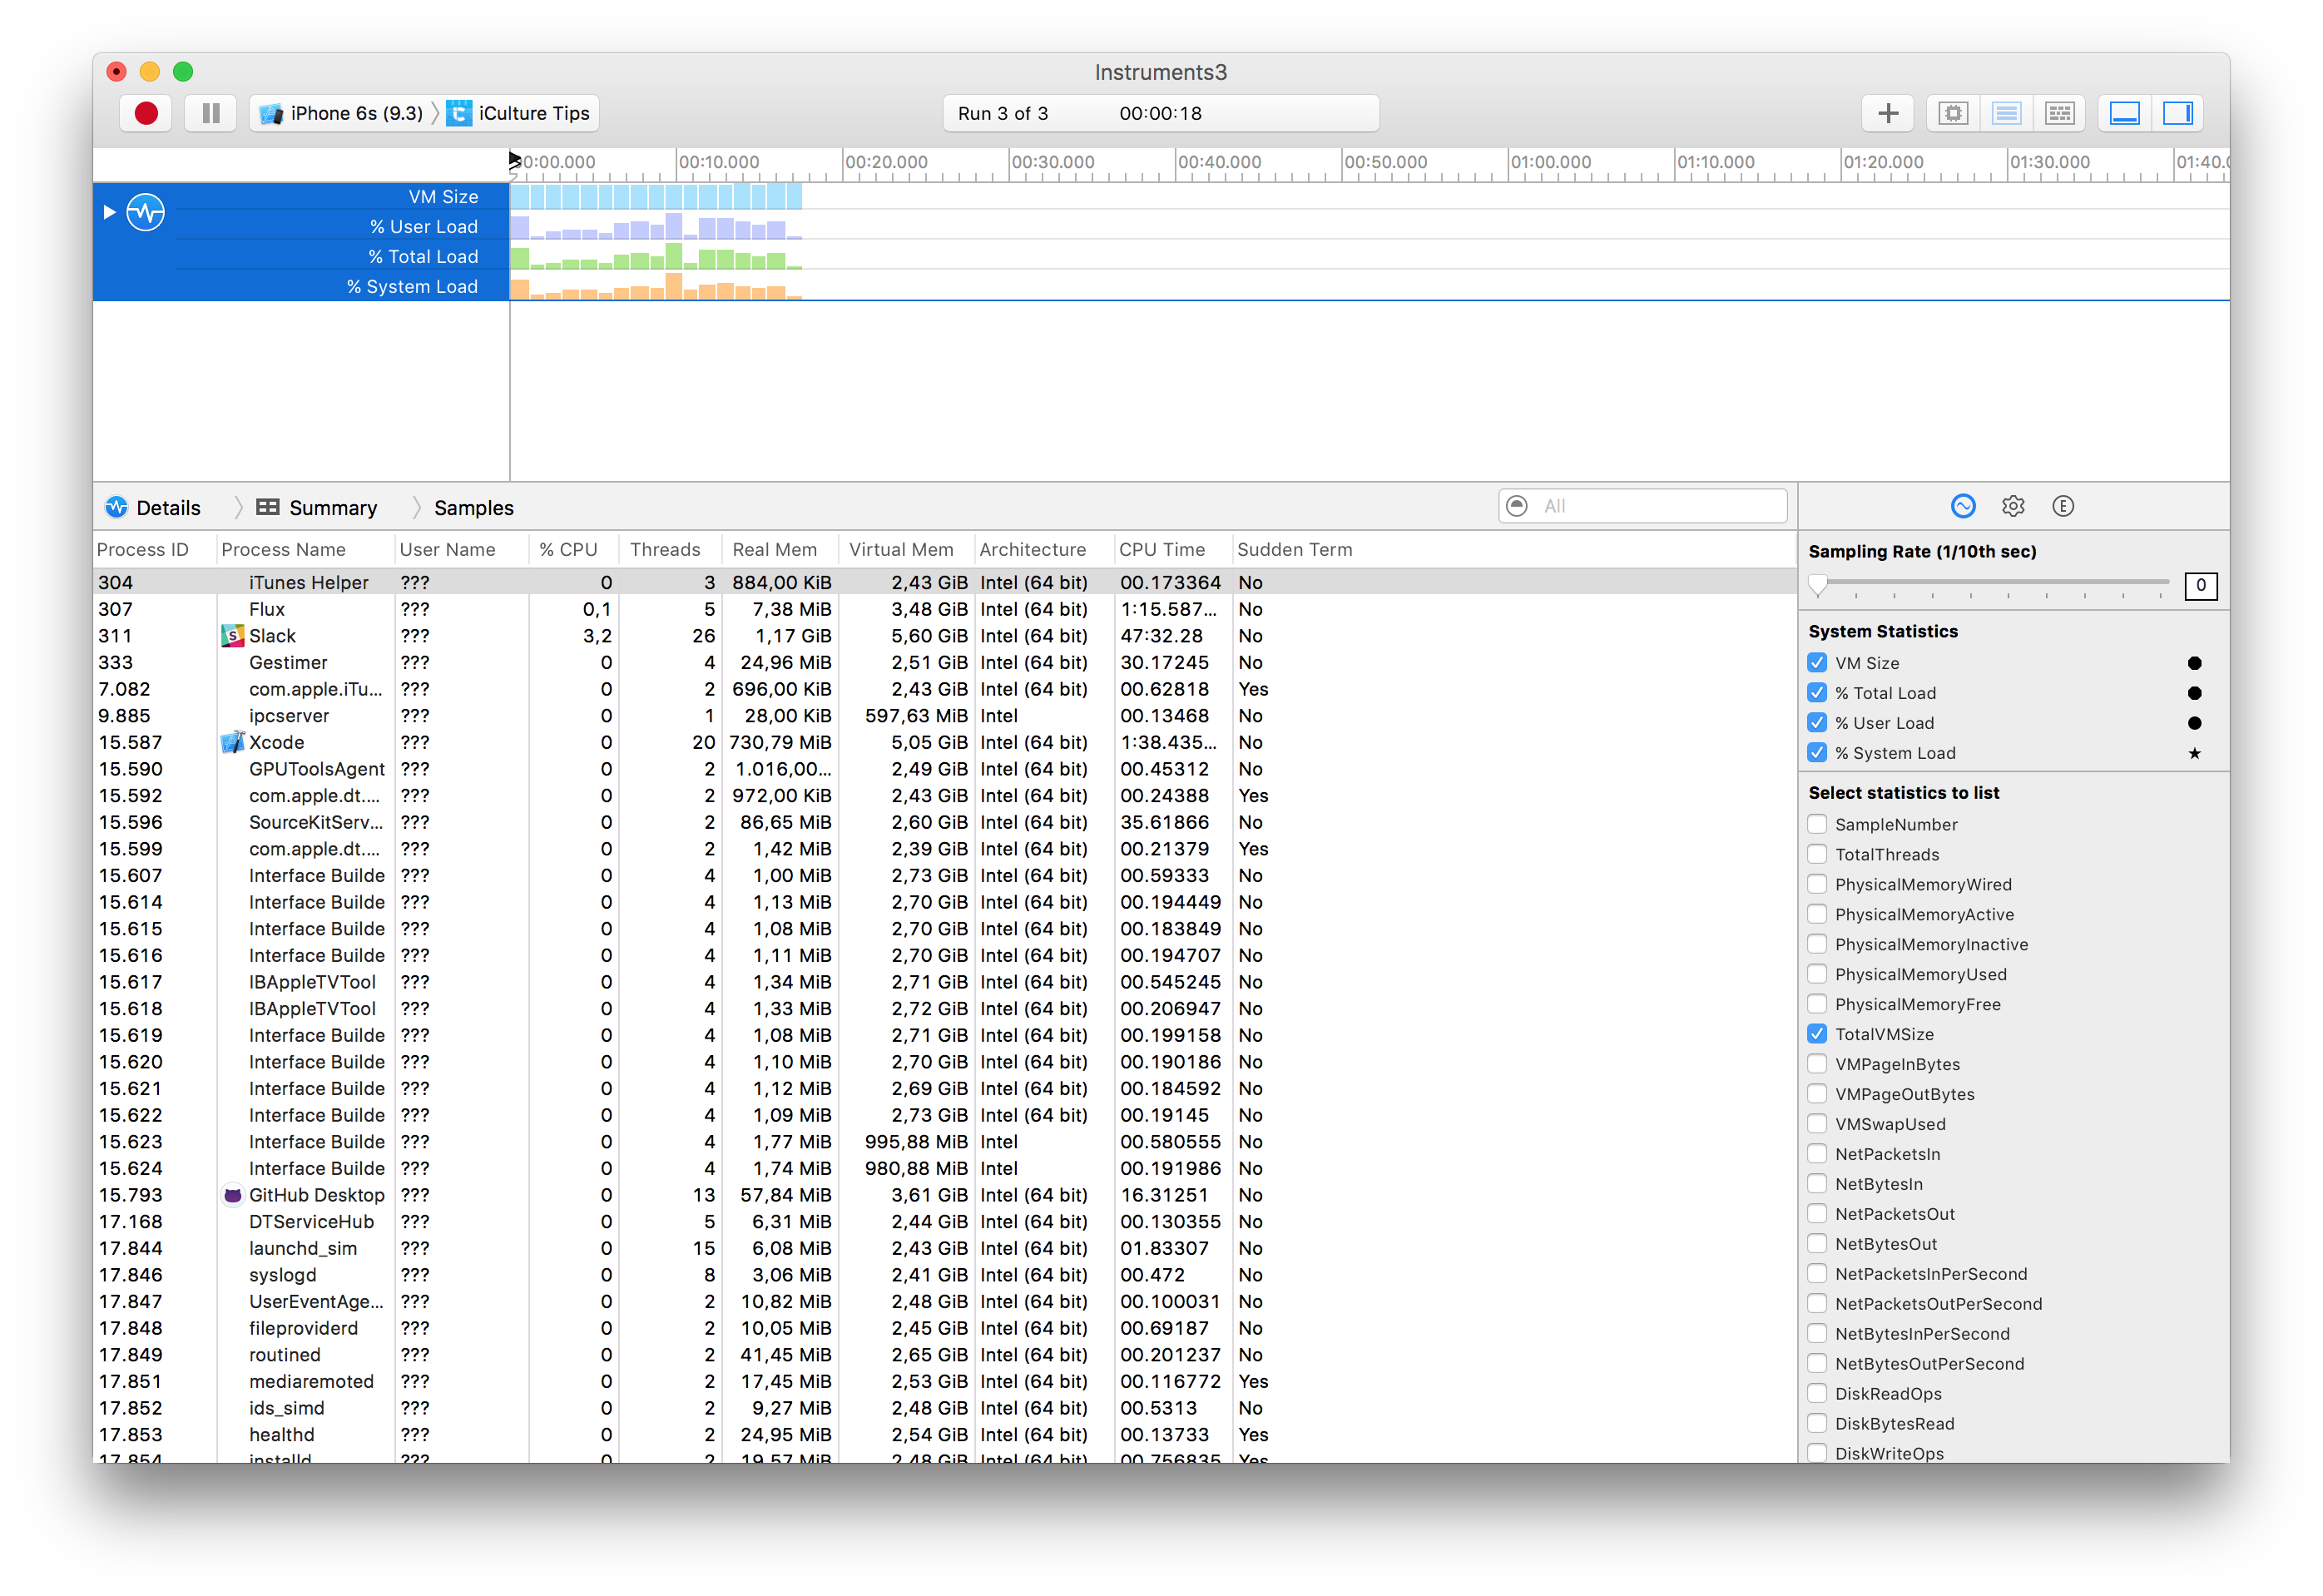 Instruments3
iPhone 6s (9.3) iCulture Tips Run 3 of 3 00:00:18
00:10.000 00:20.000 00:30.000 00:40.000 00:50.000 01:00.000 01:10.000 01:20.000 01:30.000
VM Size
% User Load
% Total Load
% System Load
Details Summary Samples All
Process ID Process Name User Name % CPU Threads Real Mem Virtual Mem Architecture CPU Time Sudden Term
304 iTunes Helper ??? 0 3 884,00 KiB 2,43 GiB Intel (64 bit) 00.173364 No
307 Flux ??? 0,1 5 7,38 MiB 3,48 GiB Intel (64 bit) 1:15.587... No
311 Slack ??? 3,2 26 1,17 GiB 5,60 GiB Intel (64 bit) 47:32.28 No
333 Gestimer ??? 0 4 24,96 MiB 2,51 GiB Intel (64 bit) 30.17245 No
7.082 com.apple.iTu... ??? 0 2 696,00 KiB 2,43 GiB Intel (64 bit) 00.62818 Yes
9.885 ipcserver ??? 0 1 28,00 KiB 597,63 MiB Intel 00.13468 No
15.587 Xcode ??? 0 20 730,79 MiB 5,05 GiB Intel (64 bit) 1:38.435... No
15.590 GPUToolsAgent ??? 0 2 1.016,00... 2,49 GiB Intel (64 bit) 00.45312 No
15.592 com.apple.dt.... ??? 0 2 972,00 KiB 2,43 GiB Intel (64 bit) 00.24388 Yes
15.596 SourceKitServ... ??? 0 2 86,65 MiB 2,60 GiB Intel (64 bit) 35.61866 No
15.599 com.apple.dt.... ??? 0 2 1,42 MiB 2,39 GiB Intel (64 bit) 00.21379 Yes
15.607 Interface Builde ??? 0 4 1,00 MiB 2,73 GiB Intel (64 bit) 00.59333 No
15.614 Interface Builde ??? 0 4 1,13 MiB 2,70 GiB Intel (64 bit) 00.194449 No
15.615 Interface Builde ??? 0 4 1,08 MiB 2,70 GiB Intel (64 bit) 00.183849 No
15.616 Interface Builde ??? 0 4 1,11 MiB 2,70 GiB Intel (64 bit) 00.194707 No
15.617 IBAppleTVTool ??? 0 4 1,34 MiB 2,71 GiB Intel (64 bit) 00.545245 No
15.618 IBAppleTVTool ??? 0 4 1,33 MiB 2,72 GiB Intel (64 bit) 00.206947 No
15.619 Interface Builde ??? 0 4 1,08 MiB 2,71 GiB Intel (64 bit) 00.199158 No
15.620 Interface Builde ??? 0 4 1,10 MiB 2,70 GiB Intel (64 bit) 00.190186 No
15.621 Interface Builde ??? 0 4 1,12 MiB 2,69 GiB Intel (64 bit) 00.184592 No
15.622 Interface Builde ??? 0 4 1,09 MiB 2,73 GiB Intel (64 bit) 00.19145 No
15.623 Interface Builde ??? 0 4 1,77 MiB 995,88 MiB Intel 00.580555 No
15.624 Interface Builde ??? 0 4 1,74 MiB 980,88 MiB Intel 00.191986 No
15.793 GitHub Desktop ??? 0 13 57,84 MiB 3,61 GiB Intel (64 bit) 16.31251 No
17.168 DTServiceHub ??? 0 5 6,31 MiB 2,44 GiB Intel (64 bit) 00.130355 No
17.844 launchd_sim ??? 0 15 6,08 MiB 2,43 GiB Intel (64 bit) 01.83307 No
17.846 syslogd ??? 0 8 3,06 MiB 2,41 GiB Intel (64 bit) 00.472 No
17.847 UserEventAge... ??? 0 2 10,82 MiB 2,48 GiB Intel (64 bit) 00.100031 No
17.848 fileproviderd ??? 0 2 10,05 MiB 2,45 GiB Intel (64 bit) 00.69187 No
17.849 routined ??? 0 2 41,45 MiB 2,65 GiB Intel (64 bit) 00.201237 No
17.851 mediaremoted ??? 0 2 17,45 MiB 2,53 GiB Intel (64 bit) 00.116772 Yes
17.852 ids_simd ??? 0 2 9,27 MiB 2,48 GiB Intel (64 bit) 00.5313 No
17.853 healthd ??? 0 2 24,95 MiB 2,54 GiB Intel (64 bit) 00.13733 Yes
17.854 installd ??? 0 2 19,57 MiB 2,48 GiB Intel (64 bit) 00.756835 Yes
E
Sampling Rate (1/10th sec)
0
System Statistics
VM Size
% Total Load
% User Load
% System Load
Select statistics to list
SampleNumber
TotalThreads
PhysicalMemoryWired
PhysicalMemoryActive
PhysicalMemoryInactive
PhysicalMemoryUsed
PhysicalMemoryFree
TotalVMSize
VMPageInBytes
VMPageOutBytes
VMSwapUsed
NetPacketsIn
NetBytesIn
NetPacketsOut
NetBytesOut
NetPacketsInPerSecond
NetPacketsOutPerSecond
NetBytesInPerSecond
NetBytesOutPerSecond
DiskReadOps
DiskBytesRead
DiskWriteOps